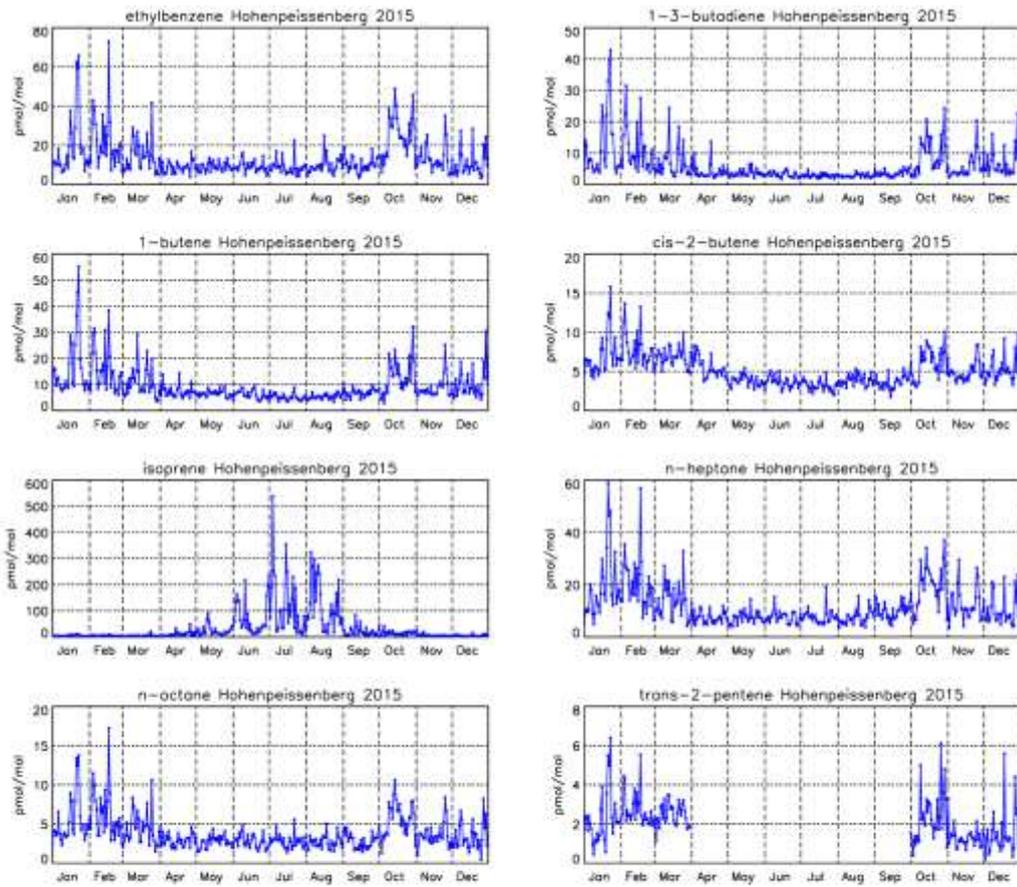 ethylbenzene Hohenpeissenberg 2015
80
60
40
20
0
pmol/mol
Jan Feb Mar Apr May Jun Jul Aug Sep Oct Nov Dec
1-3-butadiene Hohenpeissenberg 2015
50
40
30
20
10
0
pmol/mol
Jan Feb Mar Apr May Jun Jul Aug Sep Oct Nov Dec
1-butene Hohenpeissenberg 2015
60
50
40
30
20
10
0
pmol/mol
Jan Feb Mar Apr May Jun Jul Aug Sep Oct Nov Dec
cis-2-butene Hohenpeissenberg 2015
20
15
10
5
0
pmol/mol
Jan Feb Mar Apr May Jun Jul Aug Sep Oct Nov Dec
isoprene Hohenpeissenberg 2015
600
500
400
300
200
100
0
pmol/mol
Jan Feb Mar Apr May Jun Jul Aug Sep Oct Nov Dec
n-heptane Hohenpeissenberg 2015
60
40
20
0
pmol/mol
Jan Feb Mar Apr May Jun Jul Aug Sep Oct Nov Dec
n-octane Hohenpeissenberg 2015
20
15
10
5
0
pmol/mol
Jan Feb Mar Apr May Jun Jul Aug Sep Oct Nov Dec
trans-2-pentene Hohenpeissenberg 2015
8
6
4
2
0
pmol/mol
Jan Feb Mar Apr May Jun Jul Aug Sep Oct Nov Dec